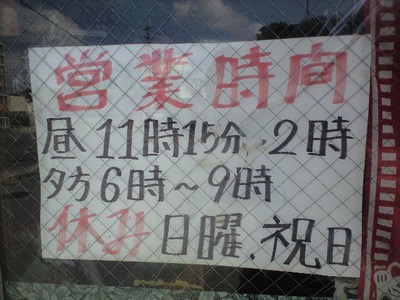 営業時間
昼11時15分~2時
夕方6時~9時
休み 日曜.祝日